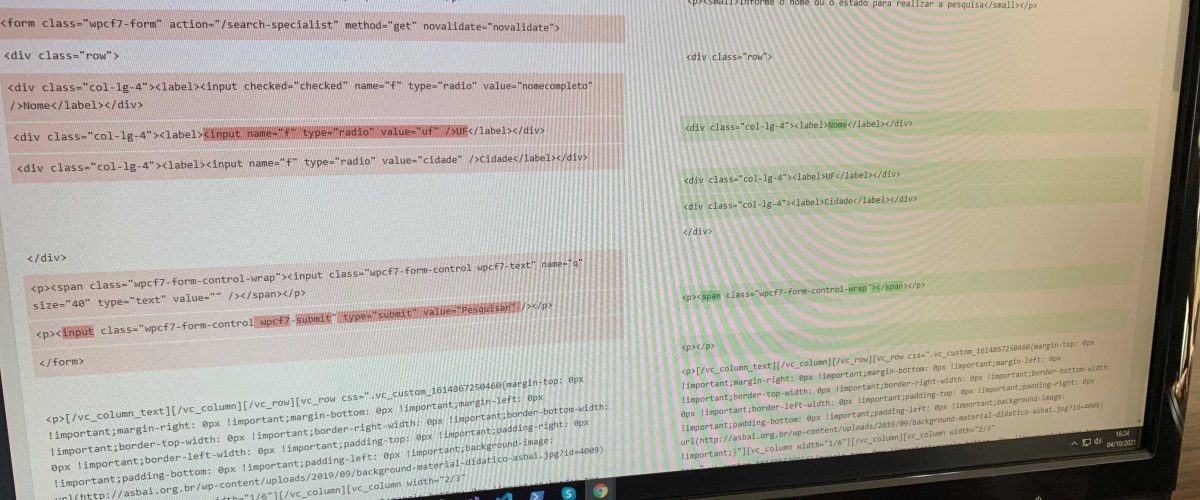 <form class="wpcf7-form" action="/search-specialist" method="get" novalidate="novalidate">
<div class="row">
<div class="col-lg-4"><label><input checked="checked" name="f" type="radio" value="nomecompleto"
/>Nome</label></div>
<div class="col-lg-4"><label><input name="f" type="radio" value="uf" />UF</label></div>
<div class="col-lg-4"><label><input name="f" type="radio" value="cidade" />Cidade</label></div>
</div>
<p><span class="wpcf7-form-control-wrap"><input class="wpcf7-form-control wpcf7-text" name="q"
size="40" type="text" value="" /></span></p>
<p><input class="wpcf7-form-control wpcf7-submit" type="submit" value="Pesquisar" /></p>
</form>
<p>[/vc_column_text][/vc_column][/vc_row][vc_row css=".vc_custom_1614867250460{margin-top: 0px
!important;margin-right: 0px !important;margin-bottom: 0px !important;margin-left: 0px
!important;border-top-width: 0px !important;border-right-width: 0px !important;border-bottom-width:
0px !important;border-left-width: 0px !important;padding-top: 0px !important;padding-right: 0px
!important;padding-bottom: 0px !important;padding-left: 0px !important;background-image:
url(http://asbai.org.br/wp-content/uploads/2019/09/background-material-didatico-asbai.jpg?id=4009)
width="1/6"][/vc_column][vc_column width="2/3"
<p><small>Informe o nome ou o estado para realizar a pesquisa</small></p>
<div class="row">
<div class="col-lg-4"><label>Nome</label></div>
<div class="col-lg-4"><label>UF</label></div>
<div class="col-lg-4"><label>Cidade</label></div>
</div>
<p><span class="wpcf7-form-control-wrap"></span></p>
<p></p>
<p>[/vc_column_text][/vc_column][/vc_row][vc_row css=".vc_custom_1614867250460{margin-top: 0px
!important;margin-right: 0px !important;margin-bottom: 0px !important;margin-left: 0px
!important;border-top-width: 0px !important;border-right-width: 0px !important;border-bottom-width:
0px !important;border-left-width: 0px !important;padding-top: 0px !important;padding-right: 0px
!important;padding-bottom: 0px !important;padding-left: 0px !important;background-image:
url(http://asbai.org.br/wp-content/uploads/2019/09/background-material-didatico-asbai.jpg?id=4009)
!important;}"][vc_column width="1/6"][/vc_column][vc_column width="2/3"
16:24
04/10/2021